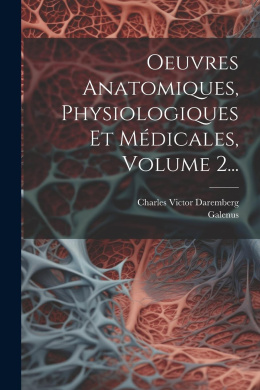 Oeuvres
Anatomiques,
Physiologiques
Et Médicales,
Volume 2...
Charles Victor Daremberg
Galenus